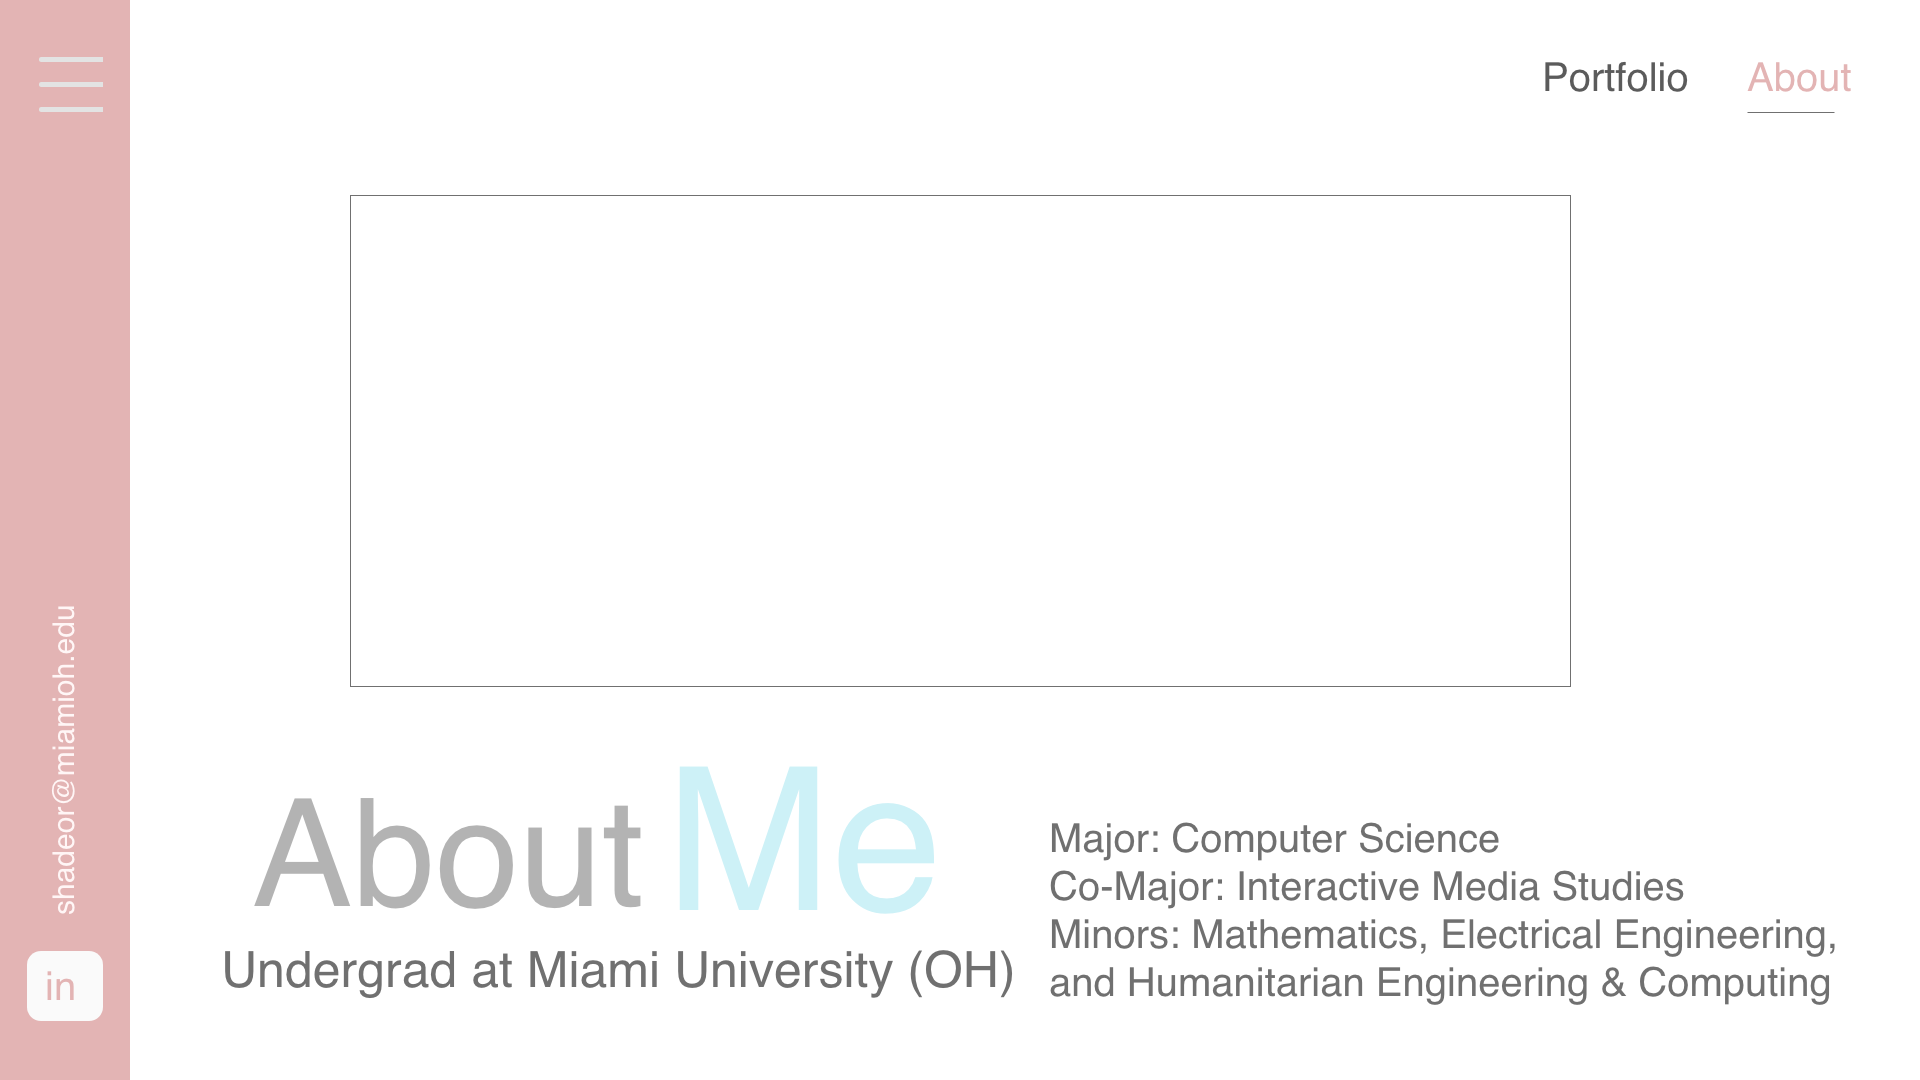 Portfolio About
About Me
Undergrad at Miami University (OH)
Major: Computer Science
Co-Major: Interactive Media Studies
Minors: Mathematics, Electrical Engineering,
and Humanitarian Engineering & Computing
shadeor@miamioh.edu
in